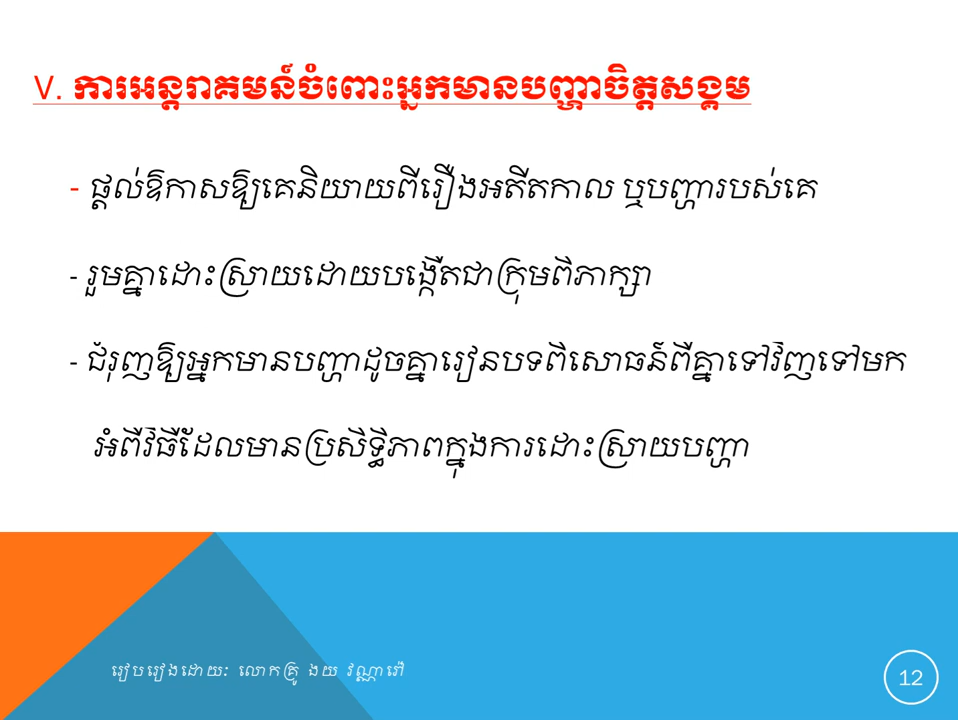 V. ការអន្តរាគមន៍ចំពោះអ្នកមានបញ្ហាចិត្តសង្គម
- ផ្តល់ឱកាសឱ្យគេនិយាយពីរឿងអតីតកាល ឬបញ្ហារបស់គេ
- រួមគ្នាដោះស្រាយដោយបង្កើតជាក្រុមពិភាក្សា
- ជំរុញឱ្យអ្នកមានបញ្ហាដូចគ្នារៀនបទពិសោធន៍ពីគ្នាទៅវិញទៅមក
អំពីវិធីដែលមានប្រសិទ្ធិភាពក្នុងការដោះស្រាយបញ្ហា
រៀបរៀងដោយៈ លោកគ្រូ ងយ វណ្ណារៅ
12